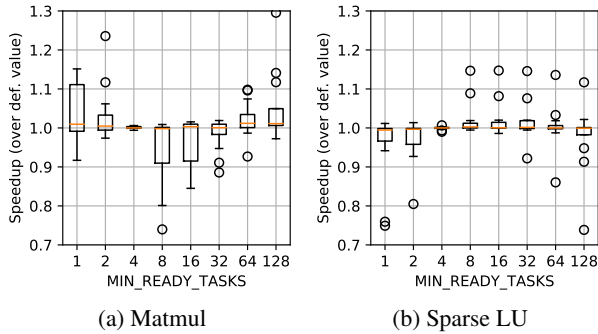 1.3
1.2
1.1
1.0
0.9
0.8
0.7
Speedup (over def. value)
1 2 4 8 16 32 64 128
MIN_READY_TASKS
(a) Matmul
1.3
1.2
1.1
1.0
0.9
0.8
0.7
Speedup (over def. value)
1 2 4 8 16 32 64 128
MIN_READY_TASKS
(b) Sparse LU